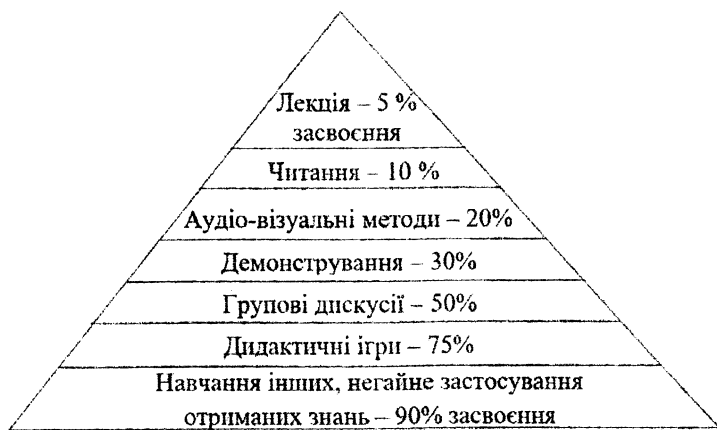 Лекція – 5 %
засвоєння
Читання – 10 %
Аудіо-візуальні методи – 20%
Демонстрування – 30%
Групові дискусії – 50%
Дидактичні ігри – 75%
Навчання інших, негайне застосування
отриманих знань – 90% засвоєння